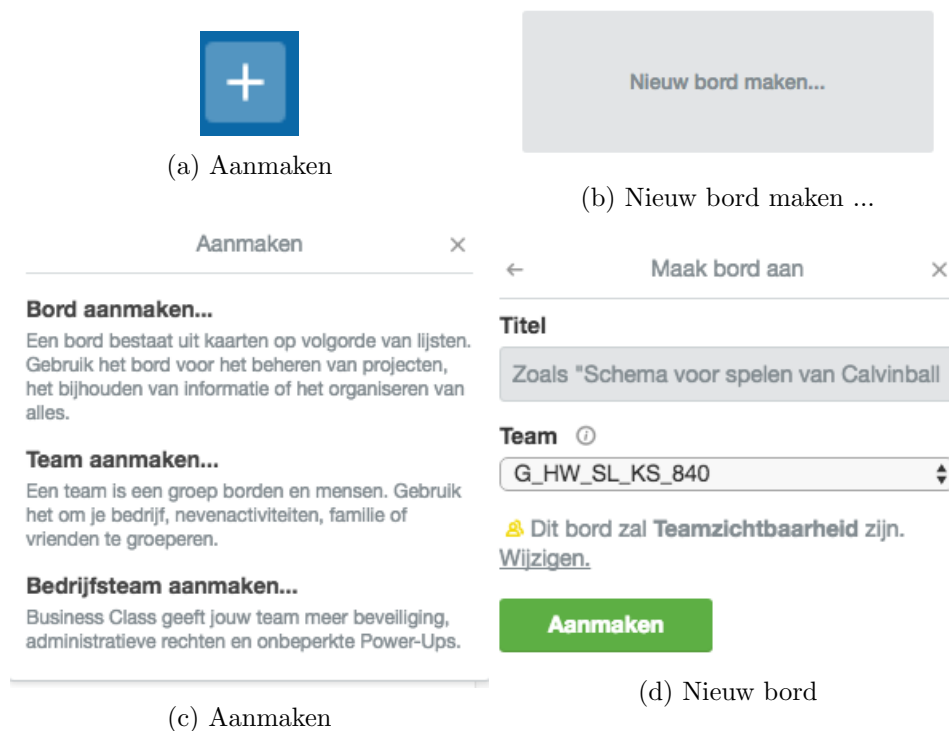 (a) Aanmaken
Nieuw bord maken...
(b) Nieuw bord maken ...
Aanmaken ×
Bord aanmaken...
Een bord bestaat uit kaarten op volgorde van lijsten.
Gebruik het bord voor het beheren van projecten,
het bijhouden van informatie of het organiseren van
alles.
Team aanmaken...
Een team is een groep borden en mensen. Gebruik
het om je bedrijf, nevenactiviteiten, familie of
vrienden te groeperen.
Bedrijfsteam aanmaken...
Business Class geeft jouw team meer beveiliging,
administratieve rechten en onbeperkte Power-Ups.
(c) Aanmaken
← Maak bord aan ×
Titel
Zoals "Schema voor spelen van Calvinball
Team
G_HW_SL_KS_840
Dit bord zal Teamzichtbaarheid zijn.
Wijzigen.
Aanmaken
(d) Nieuw bord